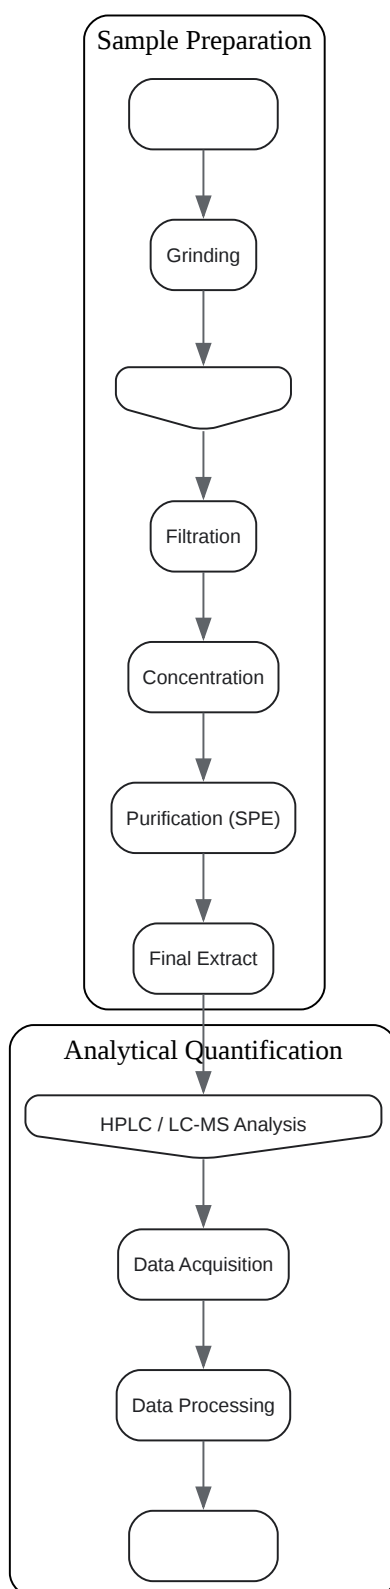 Sample Preparation
Grinding
Filtration
Concentration
Purification (SPE)
Final Extract
Analytical Quantification
HPLC / LC-MS Analysis
Data Acquisition
Data Processing